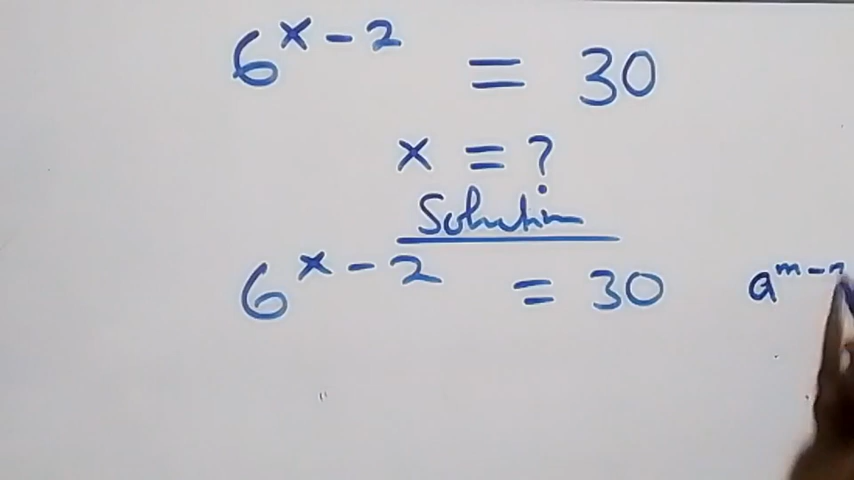 6^{x-2} = 30
x = ?
Solution
6^{x-2} = 30 a^{m-n}